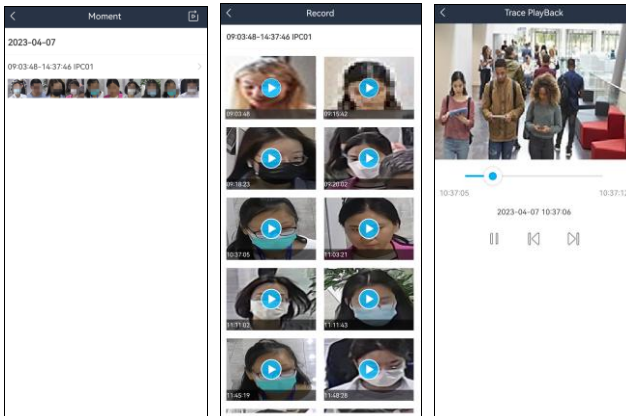 Moment
2023-04-07
09:03:48-14:37:46 IPC01
Record
09:03:48-14:37:46 IPC01
09:03:48
09:15:42
09:18:23
09:20:02
10:37:05
11:03:21
11:11:02
11:11:43
11:45:19
11:48:28
Trace PlayBack
10:37:05
10:37:12
2023-04-07 10:37:06